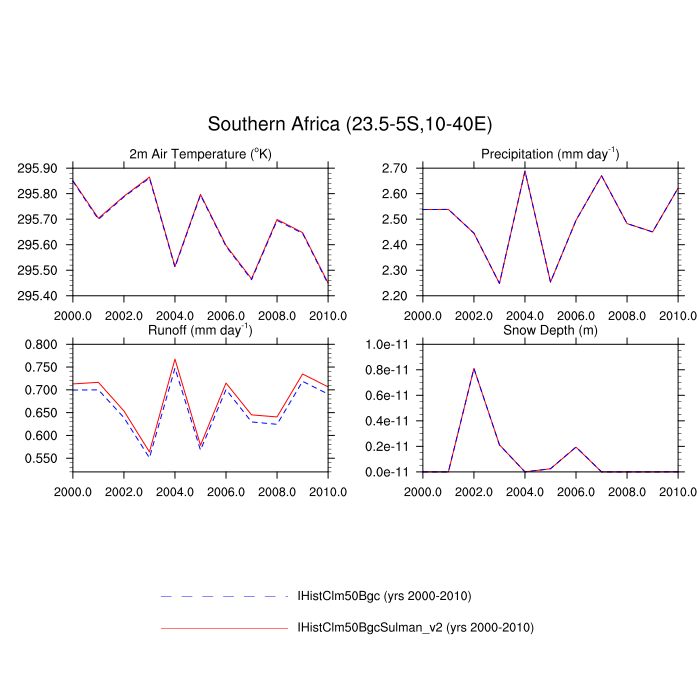 Southern Africa (23.5-5S,10-40E)
2m Air Temperature (°K)
295.90
295.80
295.70
295.60
295.50
295.40
2000.0 2002.0 2004.0 2006.0 2008.0 2010.0
Precipitation (mm day-1)
2.70
2.60
2.50
2.40
2.30
2.20
2000.0 2002.0 2004.0 2006.0 2008.0 2010.0
Runoff (mm day-1)
0.800
0.750
0.700
0.650
0.600
0.550
2000.0 2002.0 2004.0 2006.0 2008.0 2010.0
Snow Depth (m)
1.0e-11
0.8e-11
0.6e-11
0.4e-11
0.2e-11
0.0e-11
2000.0 2002.0 2004.0 2006.0 2008.0 2010.0
IHistClm50Bgc (yrs 2000-2010)
IHistClm50BgcSulman_v2 (yrs 2000-2010)